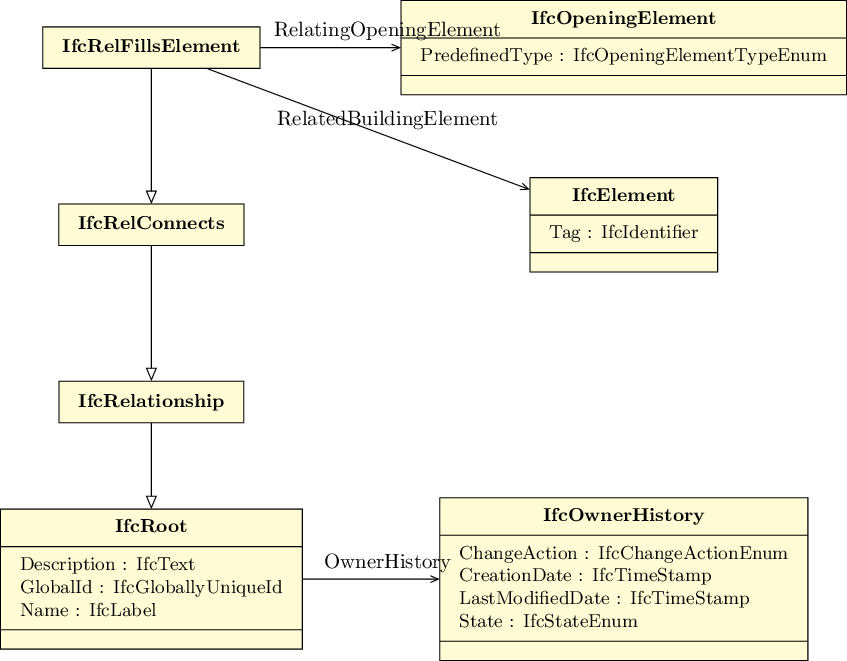 IfcOpeningElement
RelatingOpeningElement
IfcRelFillsElement
PredefinedType : IfcOpeningElementTypeEnum
RelatedBuildingElement
IfcElement
IfcRelConnects
Tag : IfcIdentifier
IfcRelationship
IfcOwnerHistory
IfcRoot
ChangeAction : IfcChangeActionEnum
Description : IfcText
OwnerHistory
CreationDate : IfcTimeStamp
GlobalId : IfcGloballyUniqueId
LastModifiedDate : IfcTimeStamp
Name : IfcLabel
State : IfcStateEnum